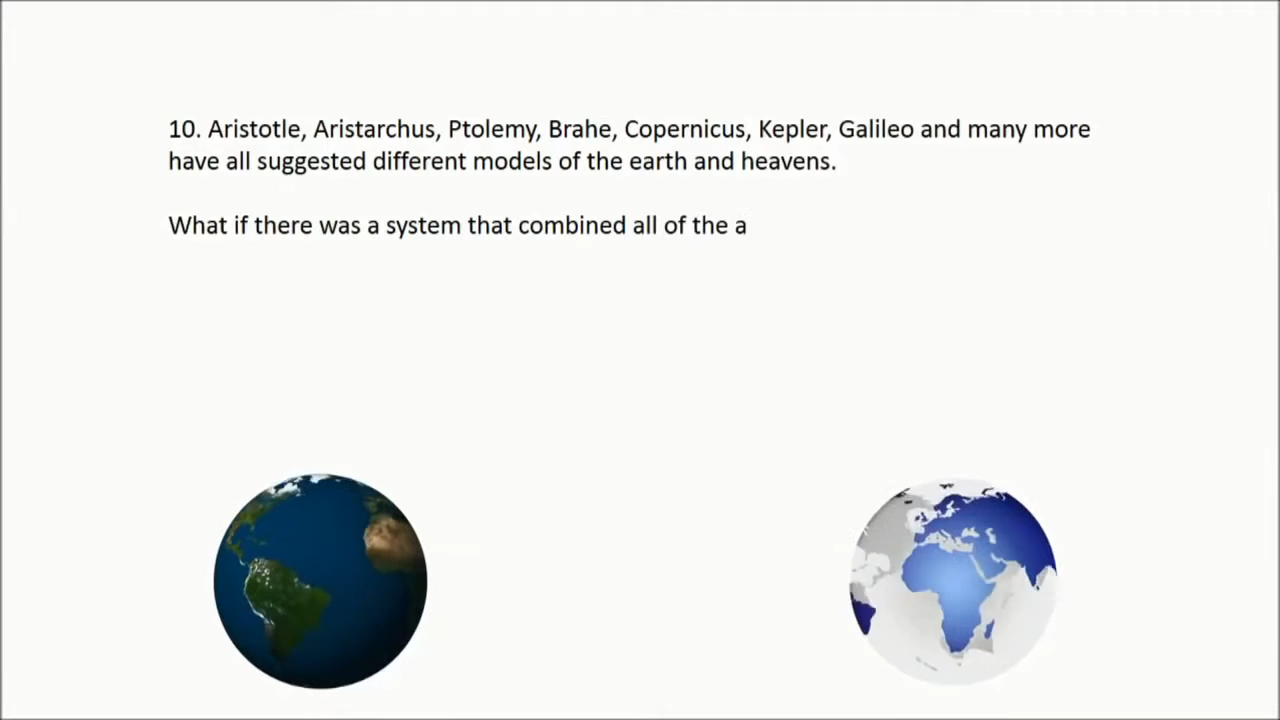 10. Aristotle, Aristarchus, Ptolemy, Brahe, Copernicus, Kepler, Galileo and many more
have all suggested different models of the earth and heavens.
What if there was a system that combined all of the a